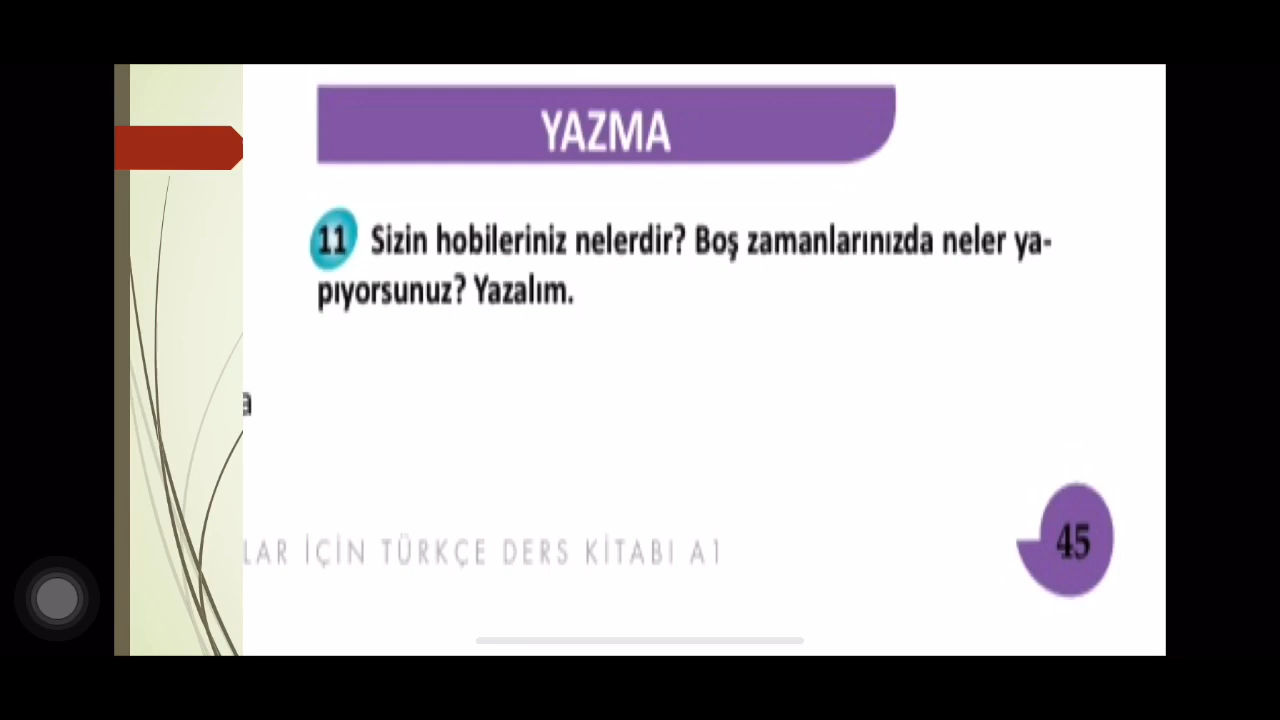 YAZMA
11 Sizin hobileriniz nelerdir? Boş zamanlarınızda neler ya-
pıyorsunuz? Yazalım.
a
LAR İÇİN TÜRKÇE DERS KİTABI A1
45